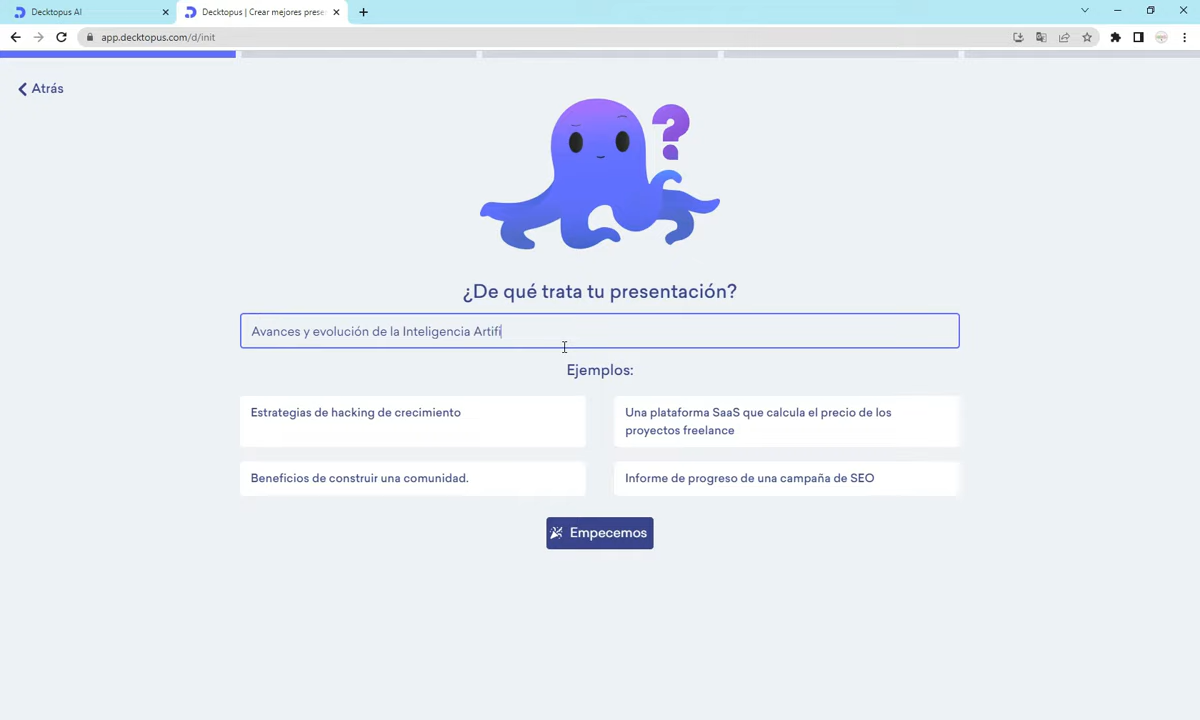 Decktopus AI
Decktopus | Crear mejores prese
app.decktopus.com/d/init
Atrás
?
¿De qué trata tu presentación?
Avances y evolución de la Inteligencia Artifi
Ejemplos:
Estrategias de hacking de crecimiento
Una plataforma SaaS que calcula el precio de los
proyectos freelance
Beneficios de construir una comunidad.
Informe de progreso de una campaña de SEO
Empecemos